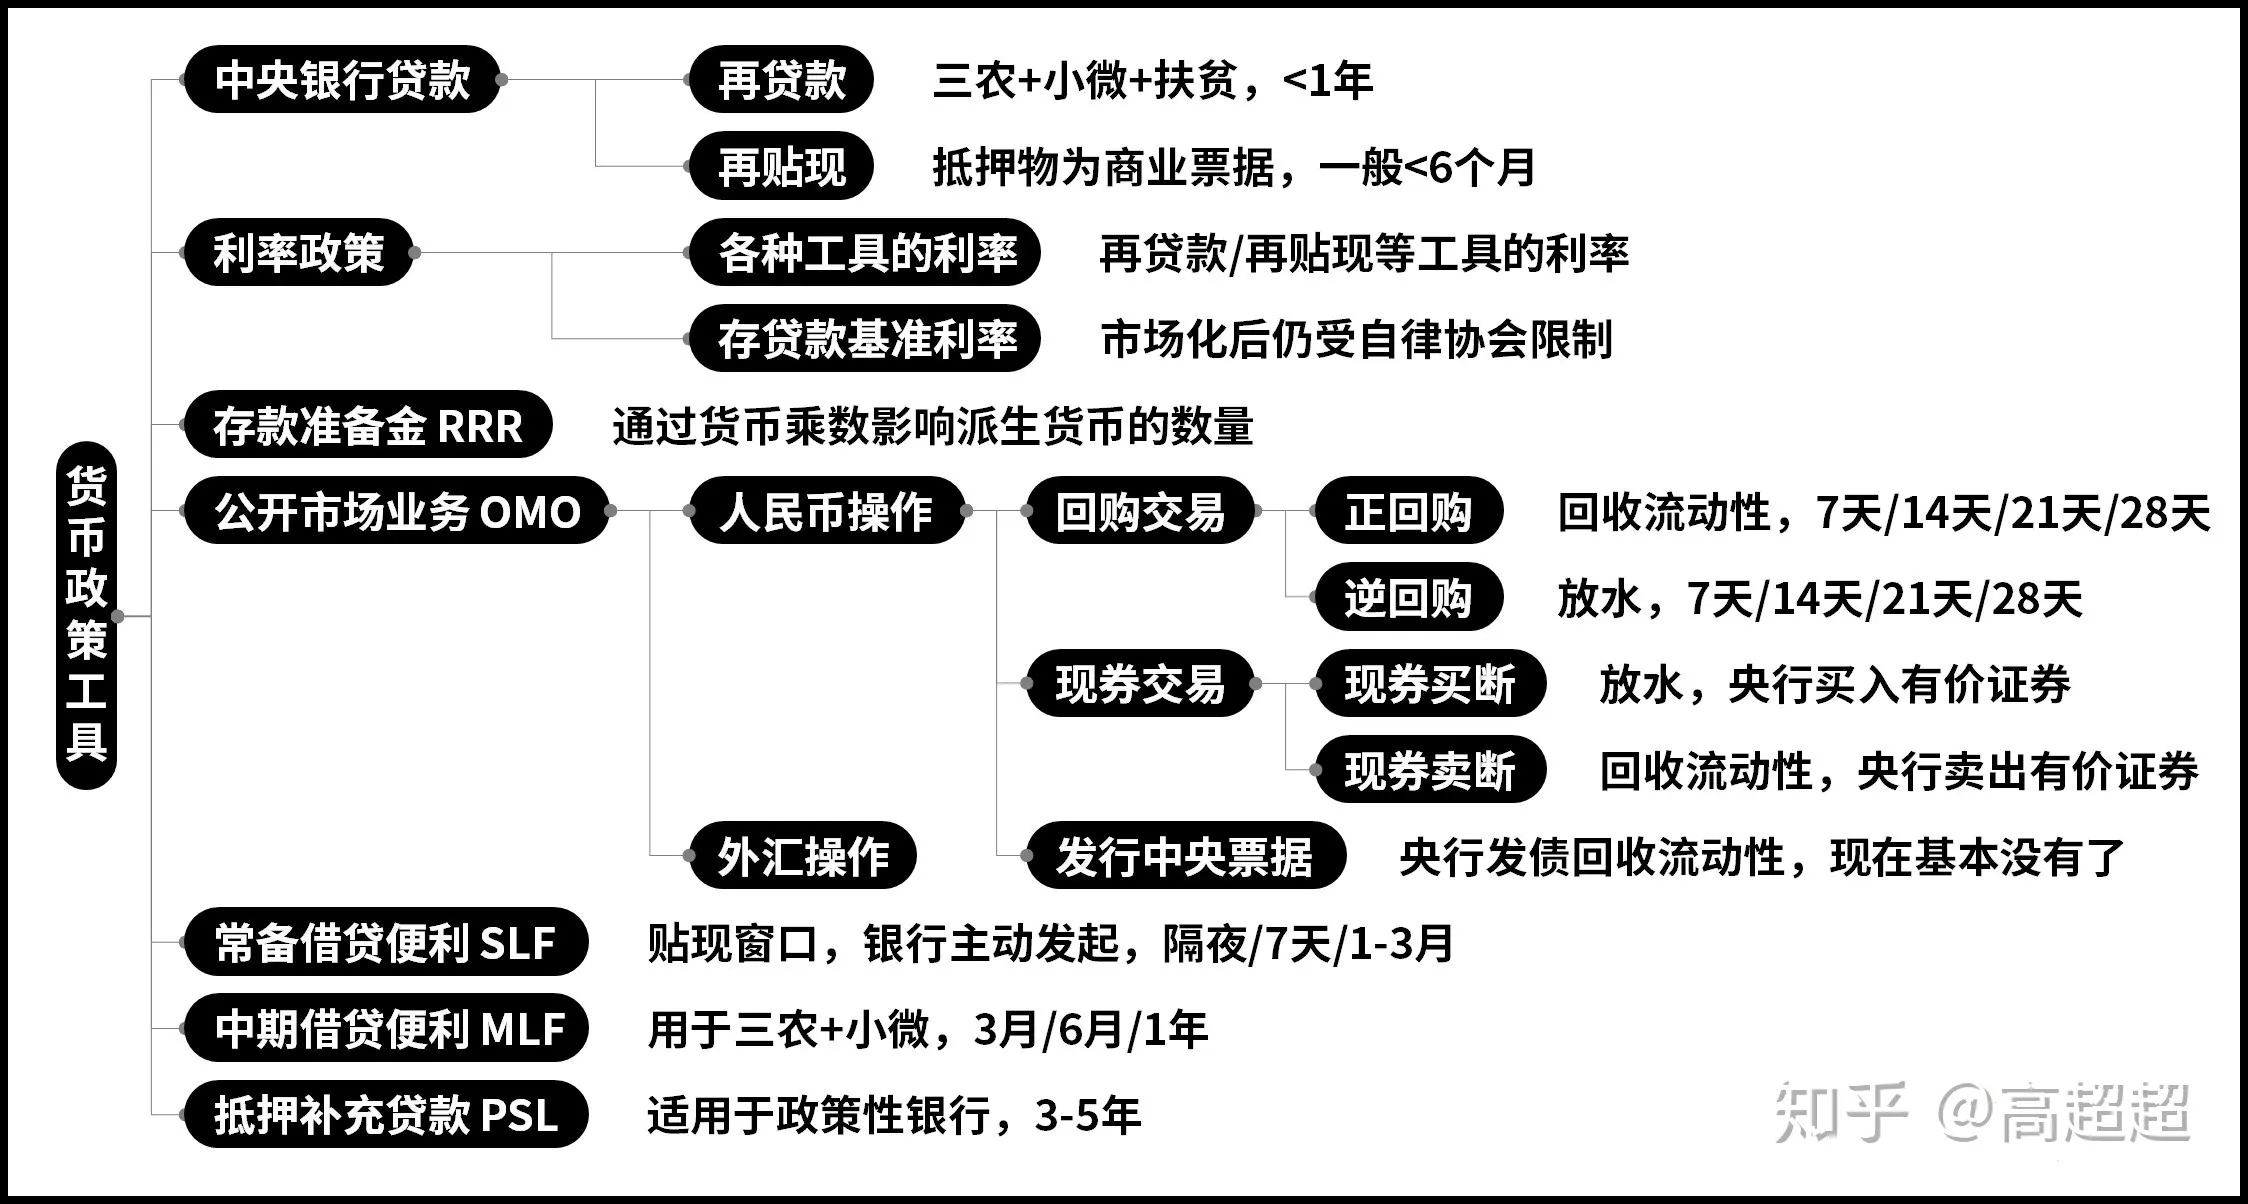 中央银行贷款 再贷款 三农+小微+扶贫，<1年
再贴现 抵押物为商业票据，一般<6个月
利率政策 各种工具的利率 再贷款/再贴现等工具的利率
存贷款基准利率 市场化后仍受自律协会限制
存款准备金 RRR 通过货币乘数影响派生货币的数量
货币政策工具
公开市场业务 OMO 人民币操作 回购交易 正回购 回收流动性，7天/14天/21天/28天
逆回购 放水，7天/14天/21天/28天
现券交易 现券买断 放水，央行买入有价证券
现券卖断 回收流动性，央行卖出有价证券
外汇操作 发行中央票据 央行发债回收流动性，现在基本没有了
常备借贷便利 SLF 贴现窗口，银行主动发起，隔夜/7天/1-3月
中期借贷便利 MLF 用于三农+小微，3月/6月/1年
抵押补充贷款 PSL 适用于政策性银行，3-5年
知乎 @高超超